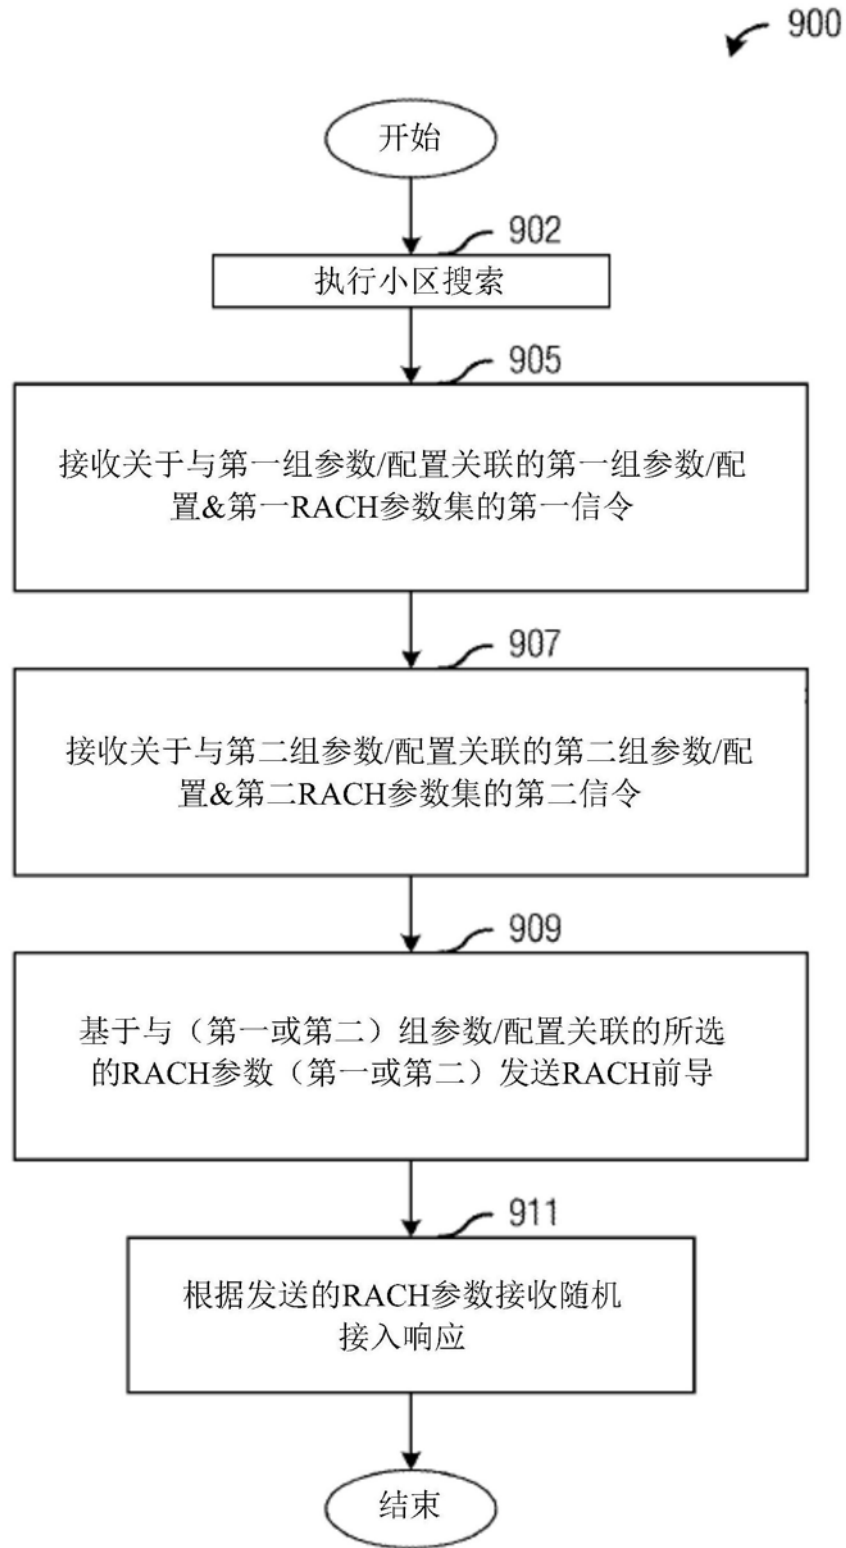 900
开始
902
执行小区搜索
905
接收关于与第一组参数/配置关联的第一组参数/配
置&第一RACH参数集的第一信令
907
接收关于与第二组参数/配置关联的第二组参数/配
置&第二RACH参数集的第二信令
909
基于与（第一或第二）组参数/配置关联的所选
的RACH参数（第一或第二）发送RACH前导
911
根据发送的RACH参数接收随机
接入响应
结束